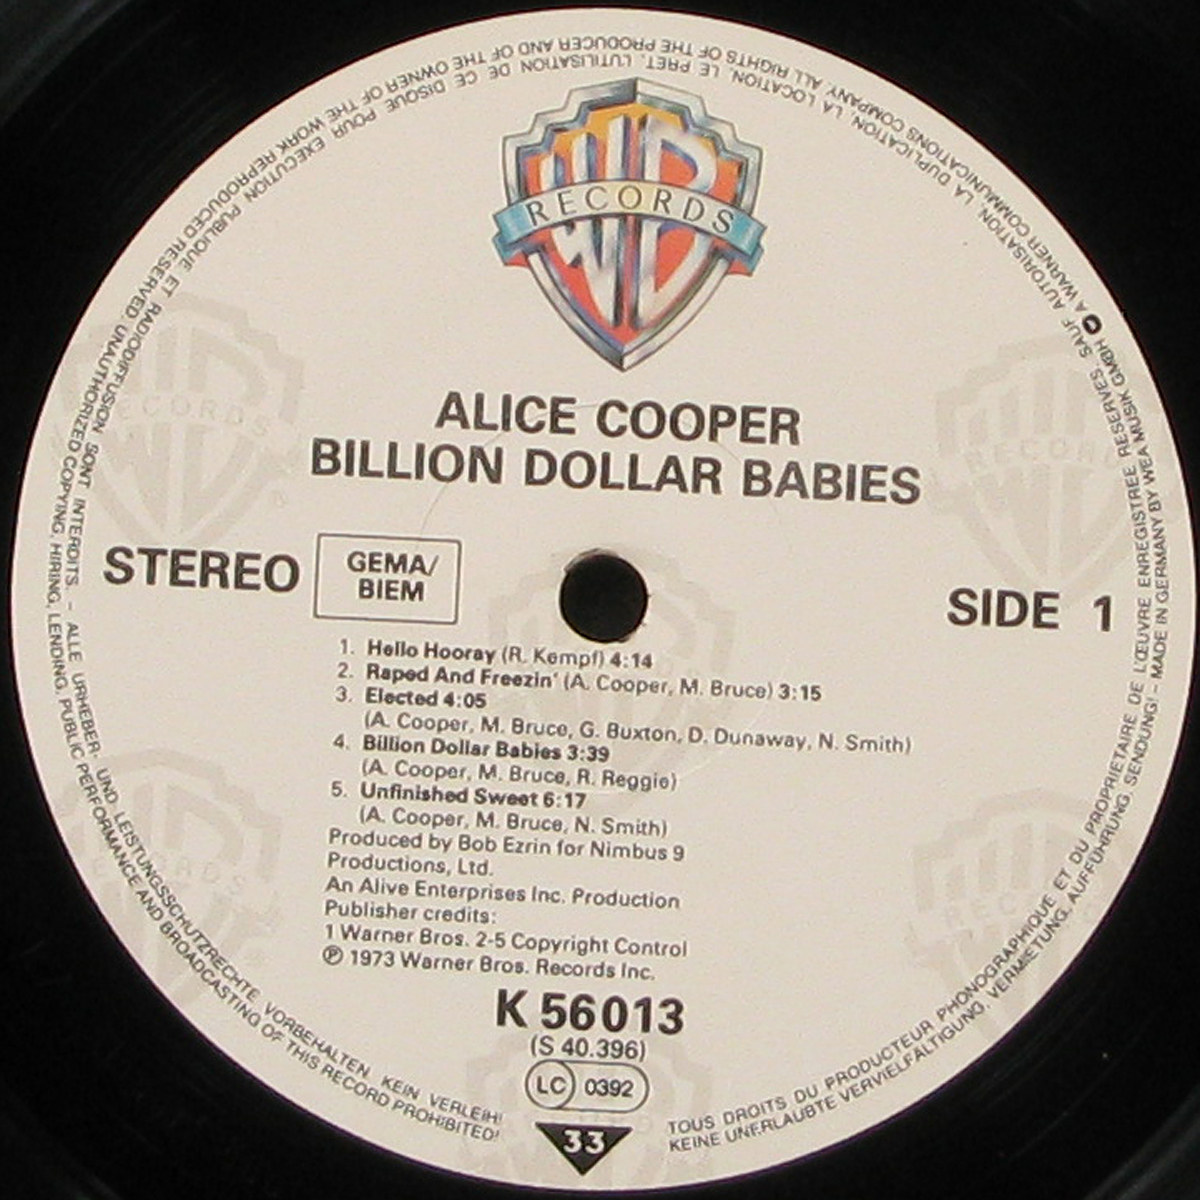 WB
RECORDS
ALICE COOPER
BILLION DOLLAR BABIES
STEREO
GEMA/
BIEM
SIDE 1
1. Hello Hooray (R. Kempf) 4:14
2. Raped And Freezin' (A. Cooper, M. Bruce) 3:15
3. Elected 4:05
(A. Cooper, M. Bruce, G. Buxton, D. Dunaway, N. Smith)
4. Billion Dollar Babies 3:39
(A. Cooper, M. Bruce, R. Reggie)
5. Unfinished Sweet 6:17
(A. Cooper, M. Bruce, N. Smith)
Produced by Bob Ezrin for Nimbus 9
Productions, Ltd.
An Alive Enterprises Inc. Production
Publisher credits:
1 Warner Bros. 2-5 Copyright Control
℗ 1973 Warner Bros. Records Inc.
K 56013
(S 40.396)
LC 0392
33
TOUS DROITS DU PRODUCTEUR PHONOGRAPHIQUE ET DU PROPRIETAIRE DE L'ŒUVRE ENREGISTREE RESERVES. SAUF AUTORISATION, LA DUPLICATION, LA LOCATION, LE PRET, L'UTILISATION DE CE DISQUE POUR EXECUTION PUBLIQUE ET RADIODIFFUSION SONT INTERDITS. – ALLE URHEBER- UND LEISTUNGSSCHUTZRECHTE VORBEHALTEN. KEIN VERLEIH!
KEINE UNERLAUBTE VERVIELFÄLTIGUNG, VERMIETUNG, AUFFÜHRUNG, SENDUNG! – MADE IN GERMANY BY WEA MUSIK GMBH A WARNER COMMUNICATIONS COMPANY. ALL RIGHTS OF THE PRODUCER AND OF THE OWNER OF THE WORK REPRODUCED RESERVED. UNAUTHORIZED COPYING, HIRING, LENDING, PUBLIC PERFORMANCE AND BROADCASTING OF THIS RECORD PROHIBITED!